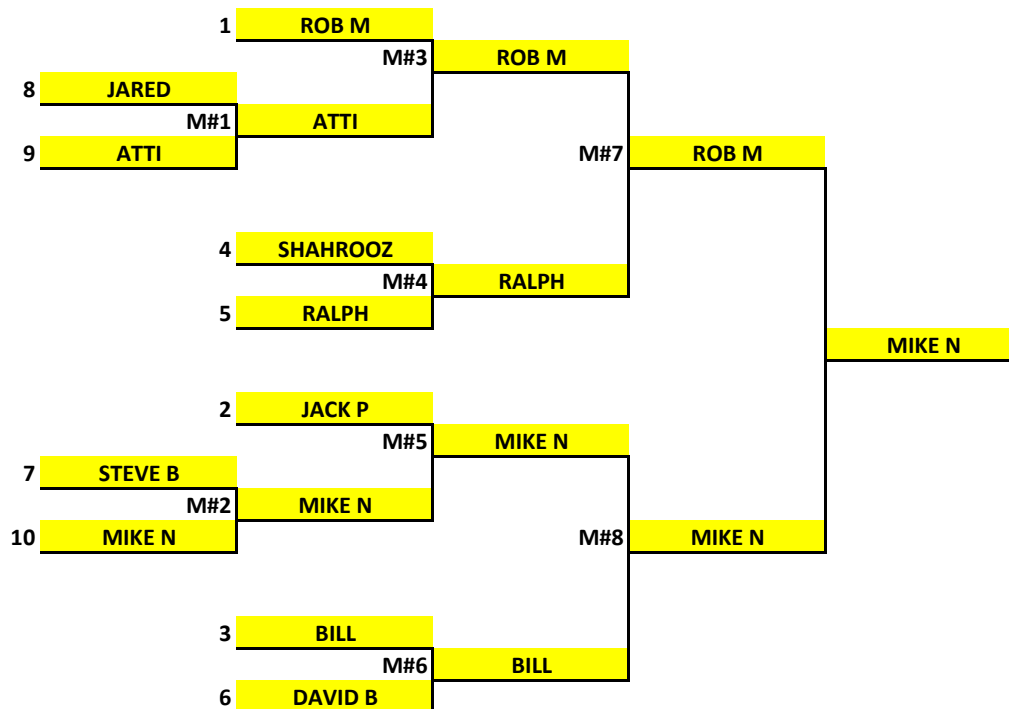 1 ROB M
M#3 ROB M
8 JARED
M#1 ATTI
9 ATTI
M#7 ROB M
4 SHAHROOZ
M#4 RALPH
5 RALPH
MIKE N
2 JACK P
M#5 MIKE N
7 STEVE B
M#2 MIKE N
10 MIKE N
M#8 MIKE N
3 BILL
M#6 BILL
6 DAVID B